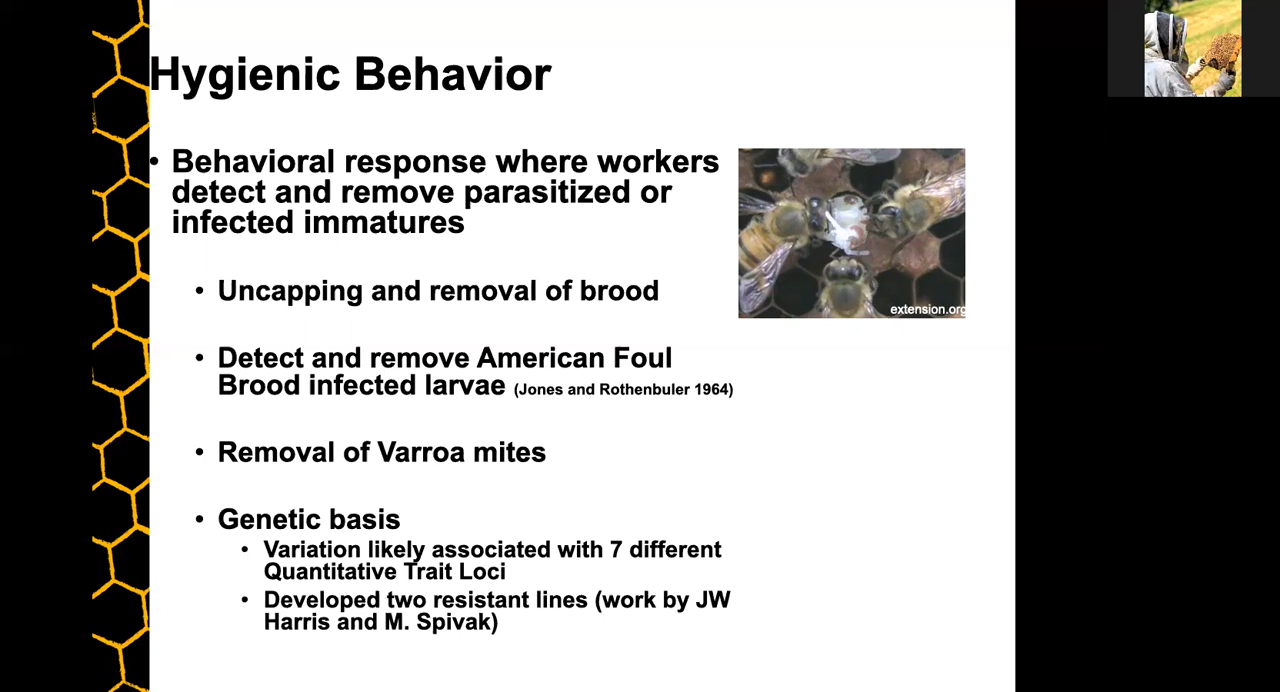 Hygienic Behavior
• Behavioral response where workers
detect and remove parasitized or
infected immatures
• Uncapping and removal of brood
• Detect and remove American Foul
Brood infected larvae (Jones and Rothenbuler 1964)
• Removal of Varroa mites
• Genetic basis
• Variation likely associated with 7 different
Quantitative Trait Loci
• Developed two resistant lines (work by JW
Harris and M. Spivak)
extension.org